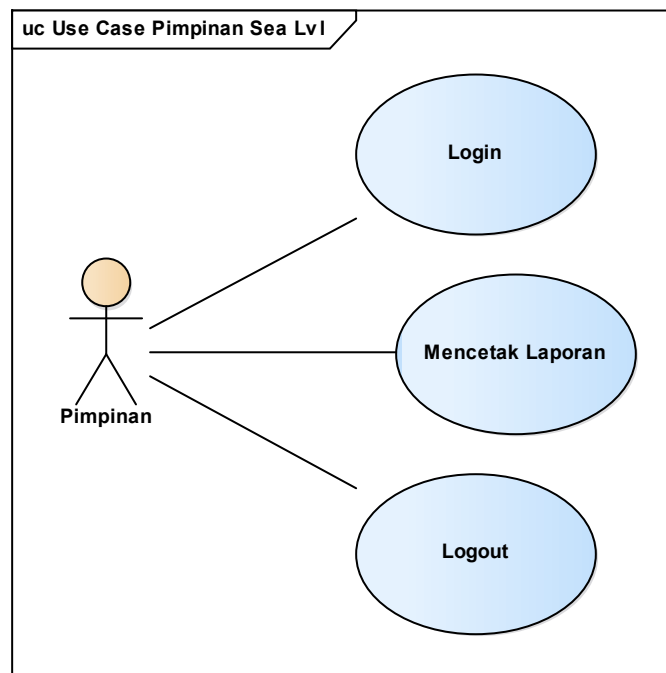 uc Use Case Pimpinan Sea Lvl
Login
Mencetak Laporan
Pimpinan
Logout